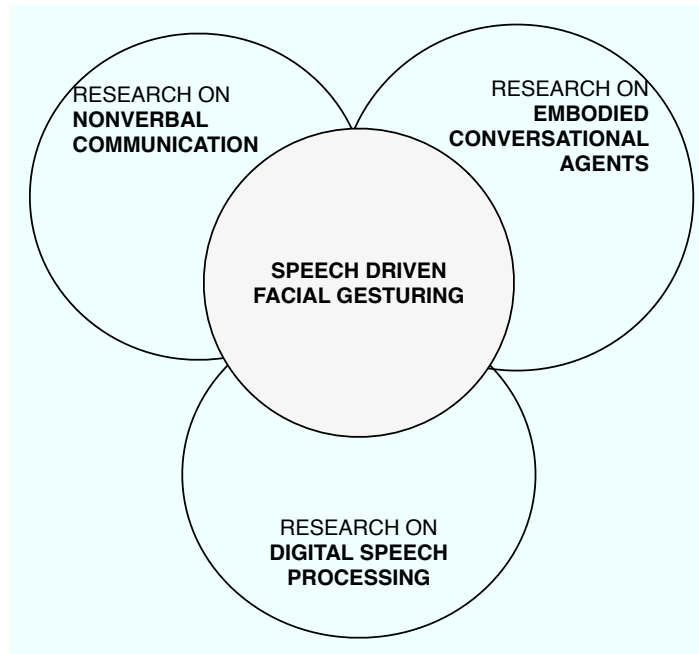 RESEARCH ON
NONVERBAL
COMMUNICATION
RESEARCH ON
EMBODIED
CONVERSATIONAL
AGENTS
SPEECH DRIVEN
FACIAL GESTURING
RESEARCH ON
DIGITAL SPEECH
PROCESSING